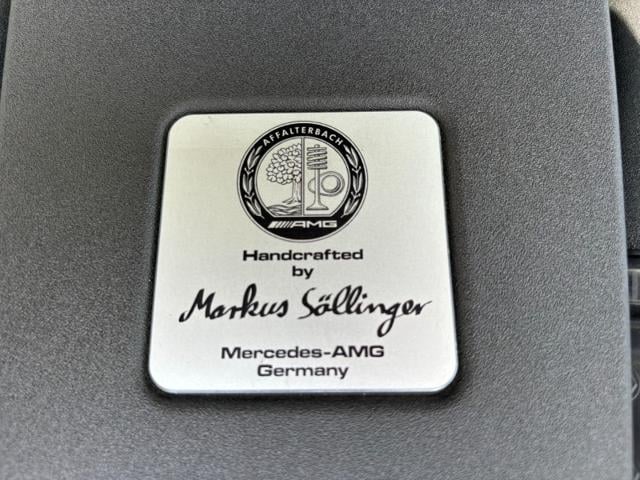 AFFALTERBACH
AMG
Handcrafted
by
Markus Söllinger
Mercedes-AMG
Germany